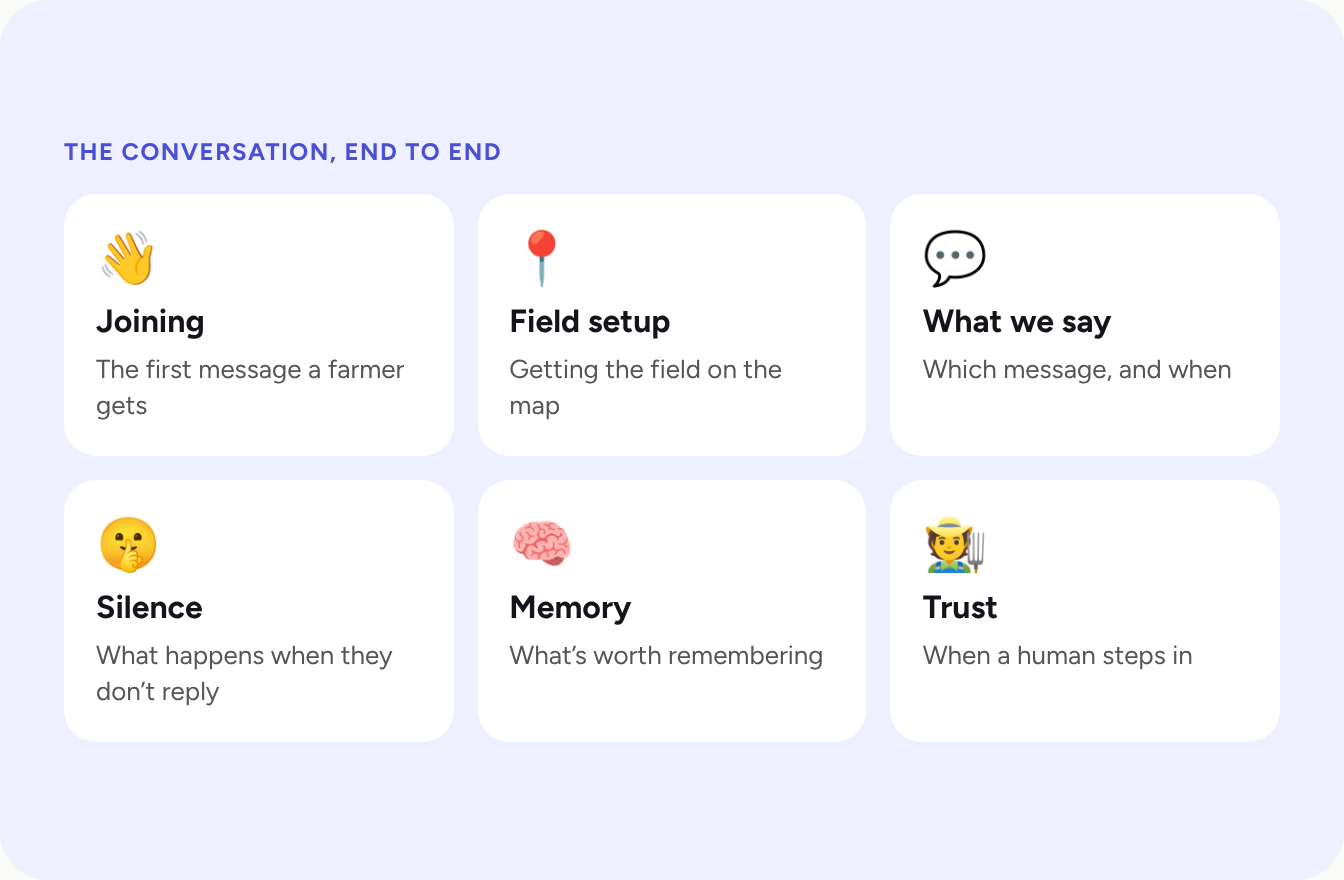 THE CONVERSATION, END TO END
Joining
The first message a farmer
gets
Field setup
Getting the field on the
map
What we say
Which message, and when
Silence
What happens when they
don’t reply
Memory
What’s worth remembering
Trust
When a human steps in